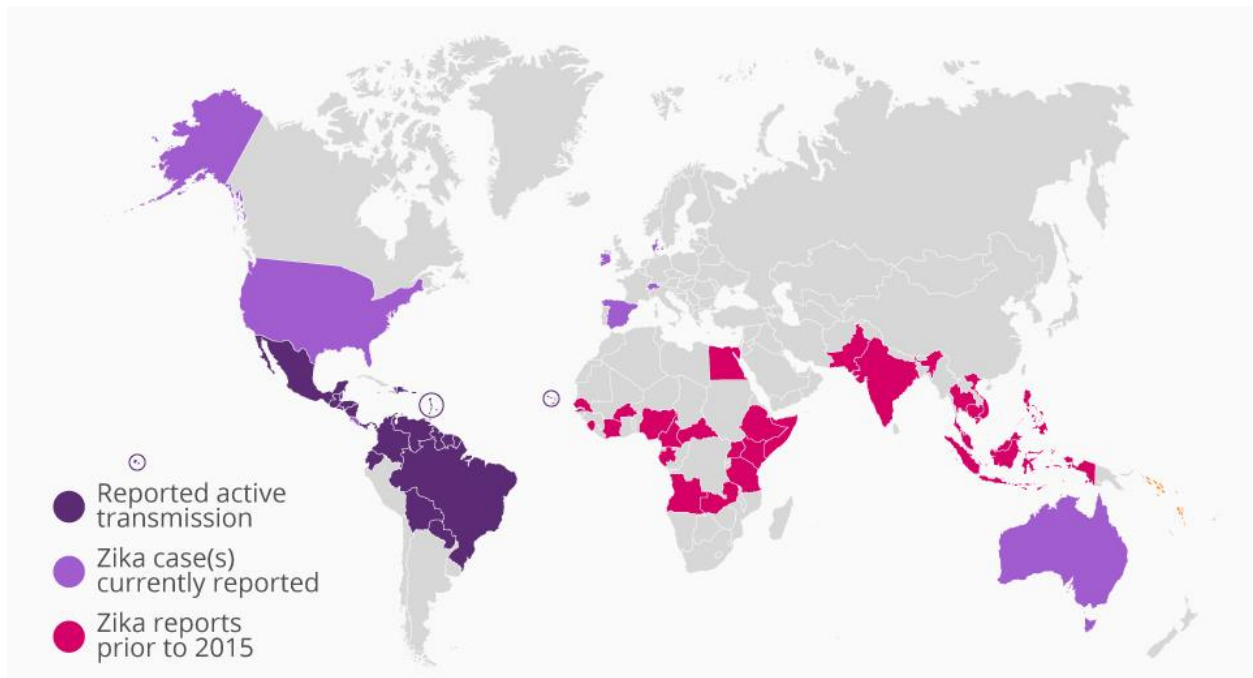 Reported active
transmission
Zika case(s)
currently reported
Zika reports
prior to 2015